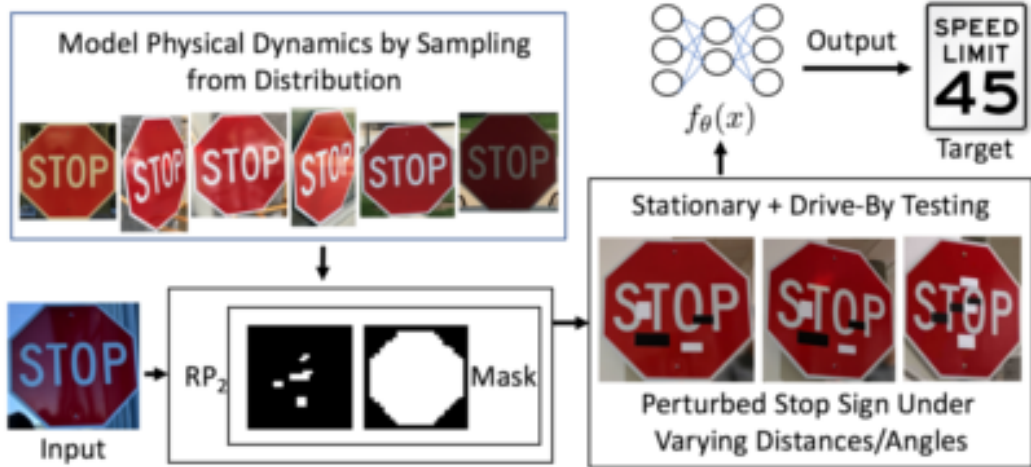 Model Physical Dynamics by Sampling
from Distribution
STOP STOP STOP STOP STOP STOP
Output
SPEED
LIMIT
45
f_θ(x)
Target
Stationary + Drive-By Testing
STOP STOP STOP
Perturbed Stop Sign Under
Varying Distances/Angles
STOP
Input
RP₂
Mask